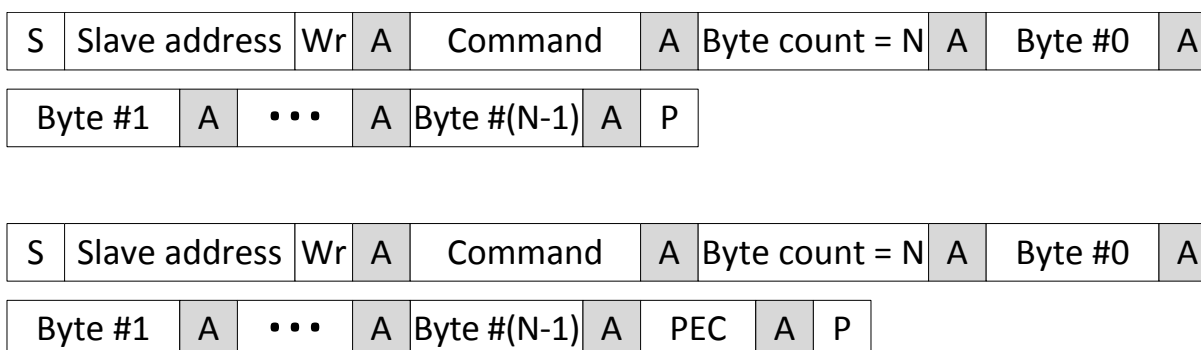 S Slave address Wr A Command A Byte count = N A Byte #0 A
Byte #1 A ••• A Byte #(N-1) A P
S Slave address Wr A Command A Byte count = N A Byte #0 A
Byte #1 A ••• A Byte #(N-1) A PEC A P